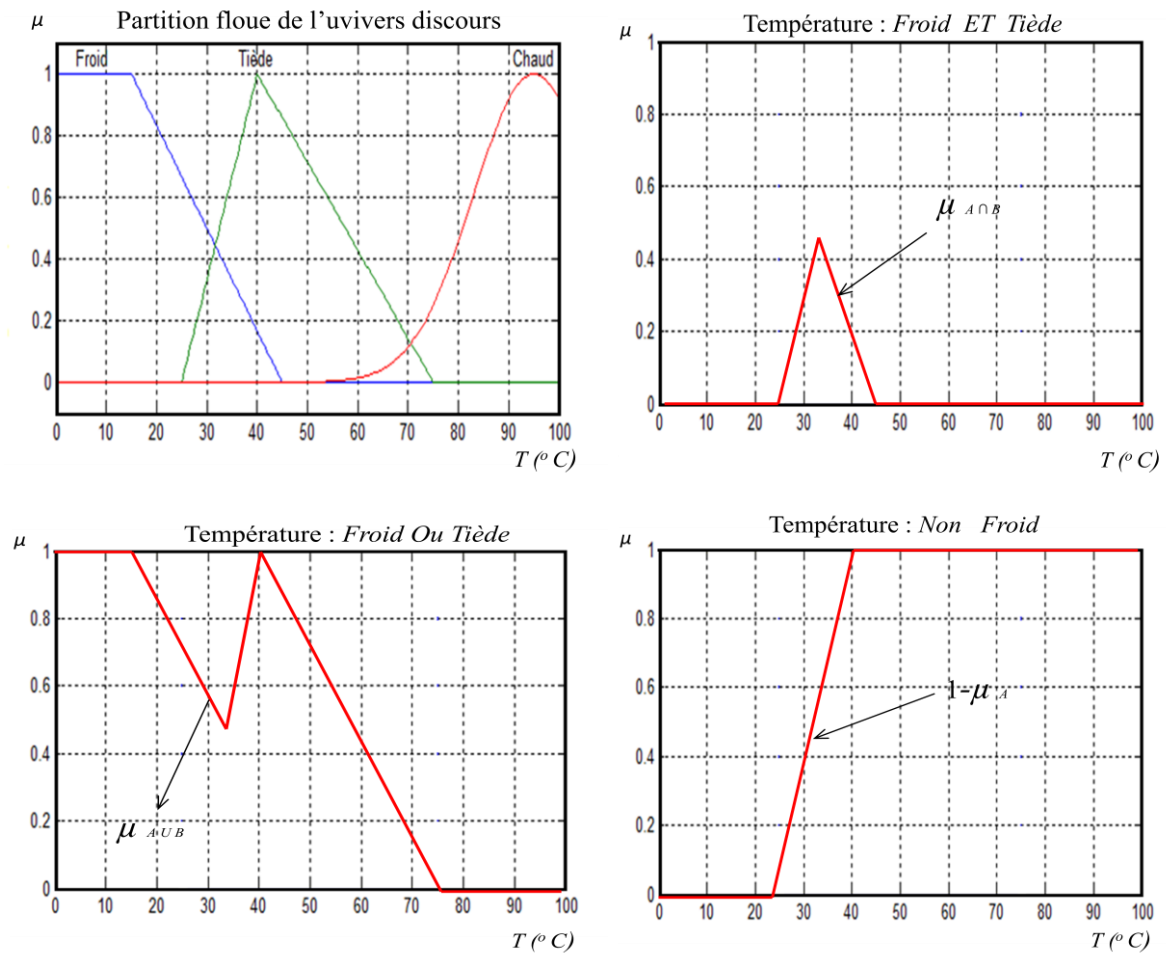 Partition floue de l'uvivers discours
μ
Froid Tiède Chaud
1
0.8
0.6
0.4
0.2
0
0 10 20 30 40 50 60 70 80 90 100
T (° C)
Température : Froid ET Tiède
μ
1
0.8
0.6
0.4
0.2
0
μ A∩B
0 10 20 30 40 50 60 70 80 90 100
T (° C)
Température : Froid Ou Tiède
μ
1
0.8
0.6
0.4
0.2
0
μ A∪B
0 10 20 30 40 50 60 70 80 90 100
T (° C)
Température : Non Froid
μ
1
0.8
0.6
0.4
0.2
0
1-μ A
0 10 20 30 40 50 60 70 80 90 100
T (° C)